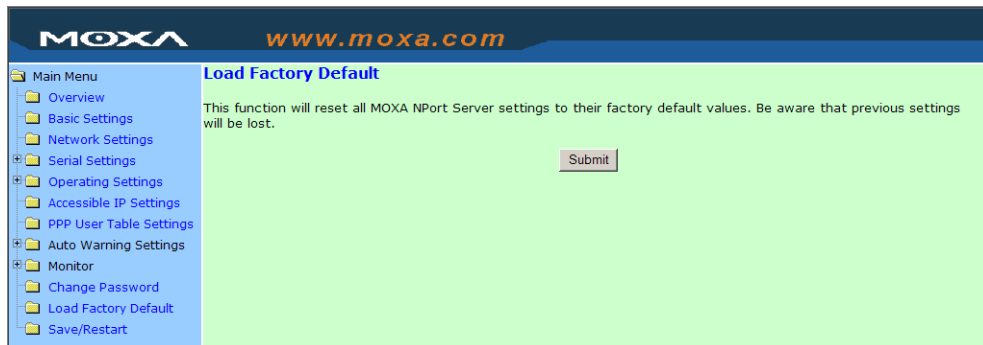 MOXA
www.moxa.com
Main Menu
Overview
Basic Settings
Network Settings
Serial Settings
Operating Settings
Accessible IP Settings
PPP User Table Settings
Auto Warning Settings
Monitor
Change Password
Load Factory Default
Save/Restart
Load Factory Default
This function will reset all MOXA NPort Server settings to their factory default values. Be aware that previous settings
will be lost.
Submit